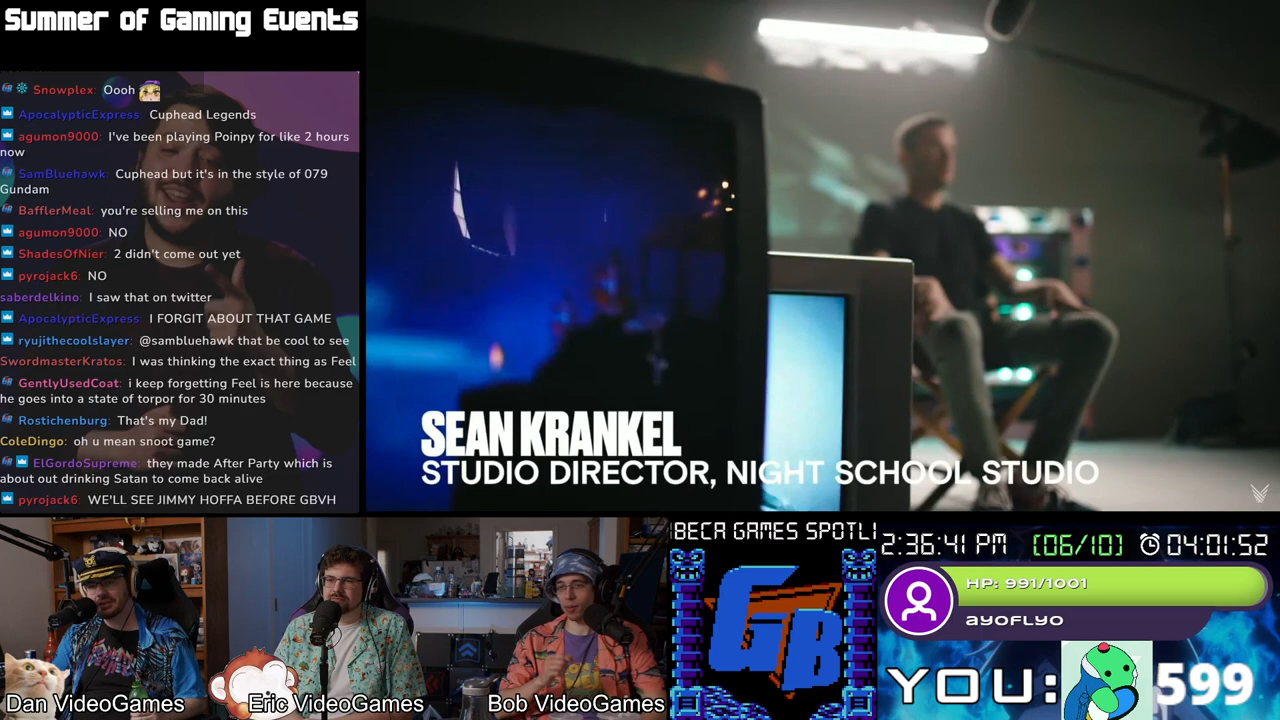 Summer of Gaming Events
Snowplex: Oooh
ApocalypticExpress: Cuphead Legends
agumon9000: I've been playing Poinpy for like 2 hours
now
SamBluehawk: Cuphead but it's in the style of 079
Gundam
BafflerMeal: you're selling me on this
agumon9000: NO
ShadesOfNier: 2 didn't come out yet
pyrojack6: NO
saberdelkino: I saw that on twitter
ApocalypticExpress: I FORGIT ABOUT THAT GAME
ryujithecoolslayer: @sambluehawk that be cool to see
SwordmasterKratos: I was thinking the exact thing as Feel
GentlyUsedCoat: i keep forgetting Feel is here because
he goes into a state of torpor for 30 minutes
Rostichenburg: That's my Dad!
ColeDingo: oh u mean snoot game?
ElGordoSupreme: they made After Party which is
about out drinking Satan to come back alive
pyrojack6: WE'LL SEE JIMMY HOFFA BEFORE GBVH
SEAN KRANKEL
STUDIO DIRECTOR, NIGHT SCHOOL STUDIO
Dan VideoGames
Eric VideoGames
Bob VideoGames
BECA GAMES SPOTLI
GB
2:36:41 PM [06/10] 04:01:52
HP: 991/1001
AYOFLYO
YOU: 599